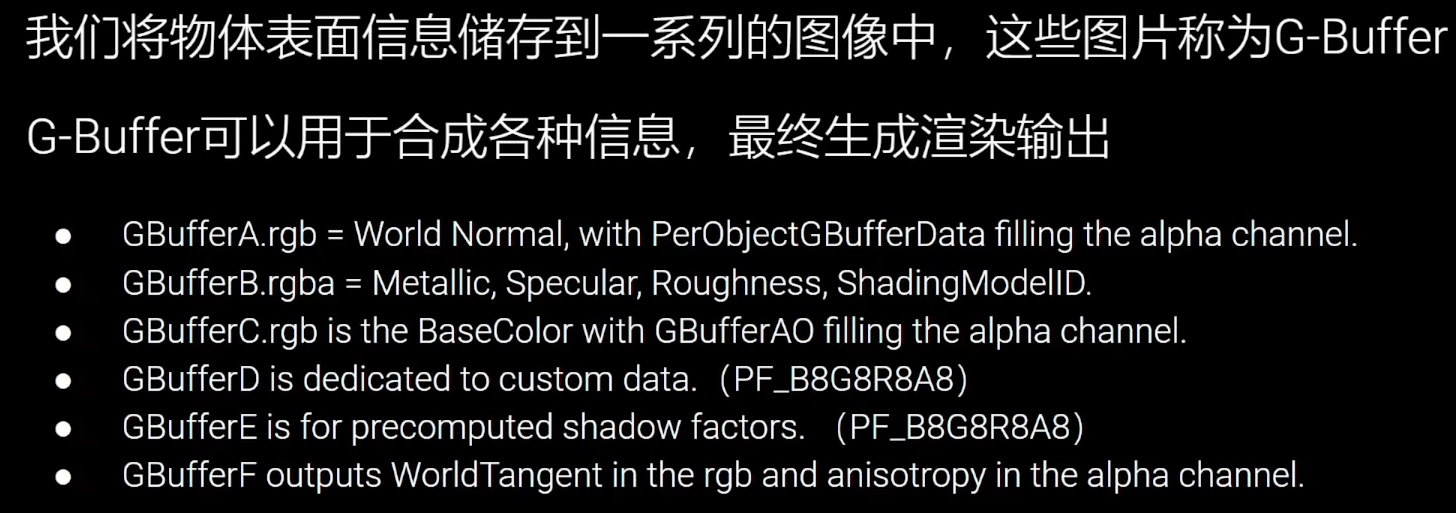 我们将物体表面信息储存到一系列的图像中，这些图片称为G-Buffer
G-Buffer可以用于合成各种信息，最终生成渲染输出
● GBufferA.rgb = World Normal, with PerObjectGBufferData filling the alpha channel.
● GBufferB.rgba = Metallic, Specular, Roughness, ShadingModelID.
● GBufferC.rgb is the BaseColor with GBufferAO filling the alpha channel.
● GBufferD is dedicated to custom data.（PF_B8G8R8A8）
● GBufferE is for precomputed shadow factors. （PF_B8G8R8A8）
● GBufferF outputs WorldTangent in the rgb and anisotropy in the alpha channel.